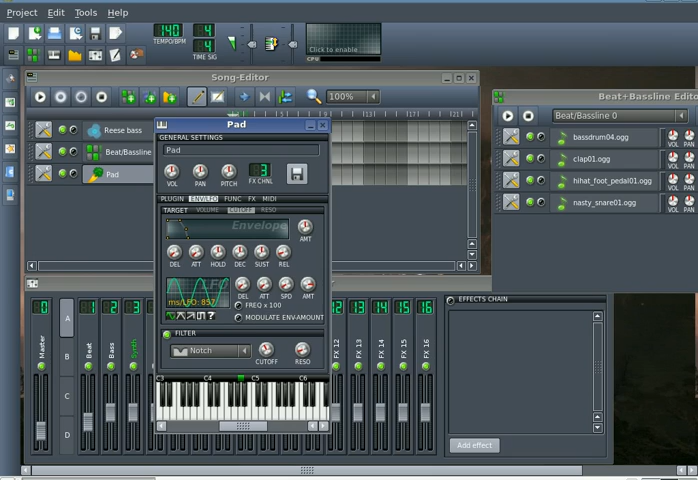 Project Edit Tools Help
140
TEMPO/BPM
4
4
TIME SIG
Click to enable
CPU
Song-Editor
100%
Beat+Bassline Edito
Beat/Bassline 0
Reese bass
Beat/Bassline
Pad
bassdrum04.ogg
clap01.ogg
hihat_foot_pedal01.ogg
nasty_snare01.ogg
VOL PAN
VOL PAN
VOL PAN
VOL PAN
Pad
GENERAL SETTINGS
Pad
VOL PAN PITCH FX CHNL
3
PLUGIN ENV/LFO FUNC FX MIDI
TARGET VOLUME CUTOFF RESO
Envelope
AMT
DEL ATT HOLD DEC SUST REL
LFO
ms/LFO: 857
DEL ATT SPD AMT
FREQ x 100
MODULATE ENV-AMOUNT
FILTER
Notch
CUTOFF RESO
C3 C4 C5 C6
0 1 2 3 12 13 14 15 16
Master
A
B
C
D
Beat
Bass
Synth
FX 12
FX 13
FX 14
FX 15
FX 16
EFFECTS CHAIN
Add effect